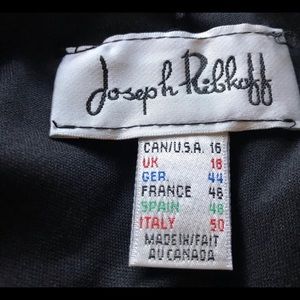 Joseph Ribkoff
CAN/U.S.A. 16
UK 18
GER. 44
FRANCE 46
SPAIN 48
ITALY 50
MADE IN/FAIT
AU CANADA